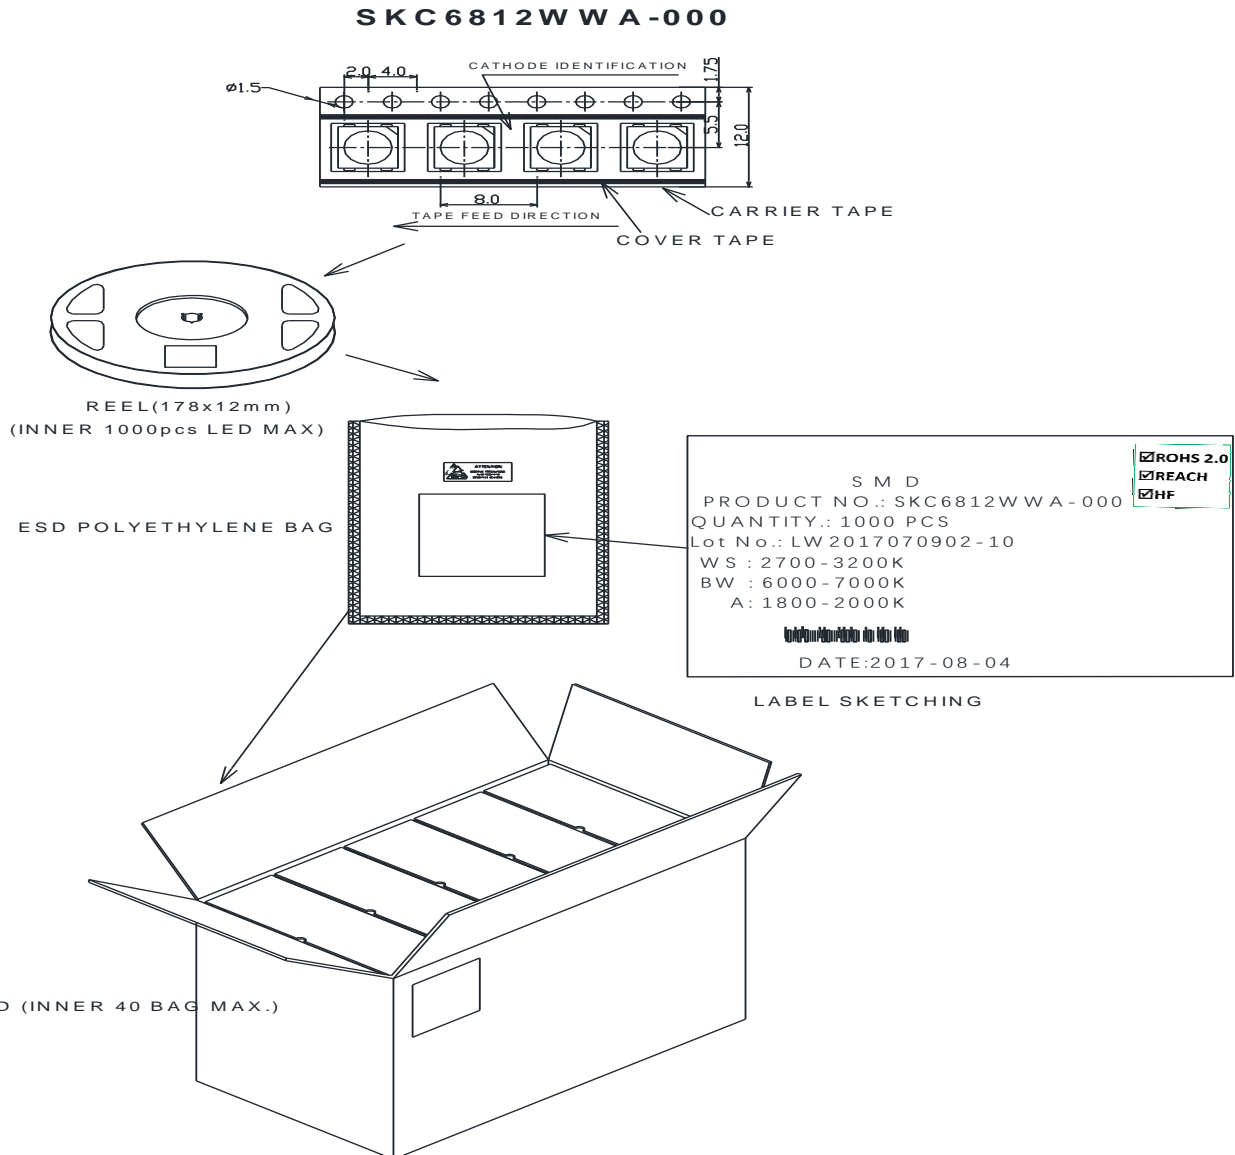 SKC6812WWA-000
2.0 4.0
CATHODE IDENTIFICATION
1.75
ø1.5
5.5
12.0
8.0
TAPE FEED DIRECTION
CARRIER TAPE
COVER TAPE
REEL(178x12mm)
(INNER 1000pcs LED MAX)
ATTENTION
ESD POLYETHYLENE BAG
☑ROHS 2.0
☑REACH
☑HF
SMD
PRODUCT NO.: SKC6812WWA-000
QUANTITY.: 1000 PCS
Lot No.: LW2017070902-10
WS : 2700-3200K
BW : 6000-7000K
A: 1800-2000K
DATE:2017-08-04
LABEL SKETCHING
D (INNER 40 BAG MAX.)